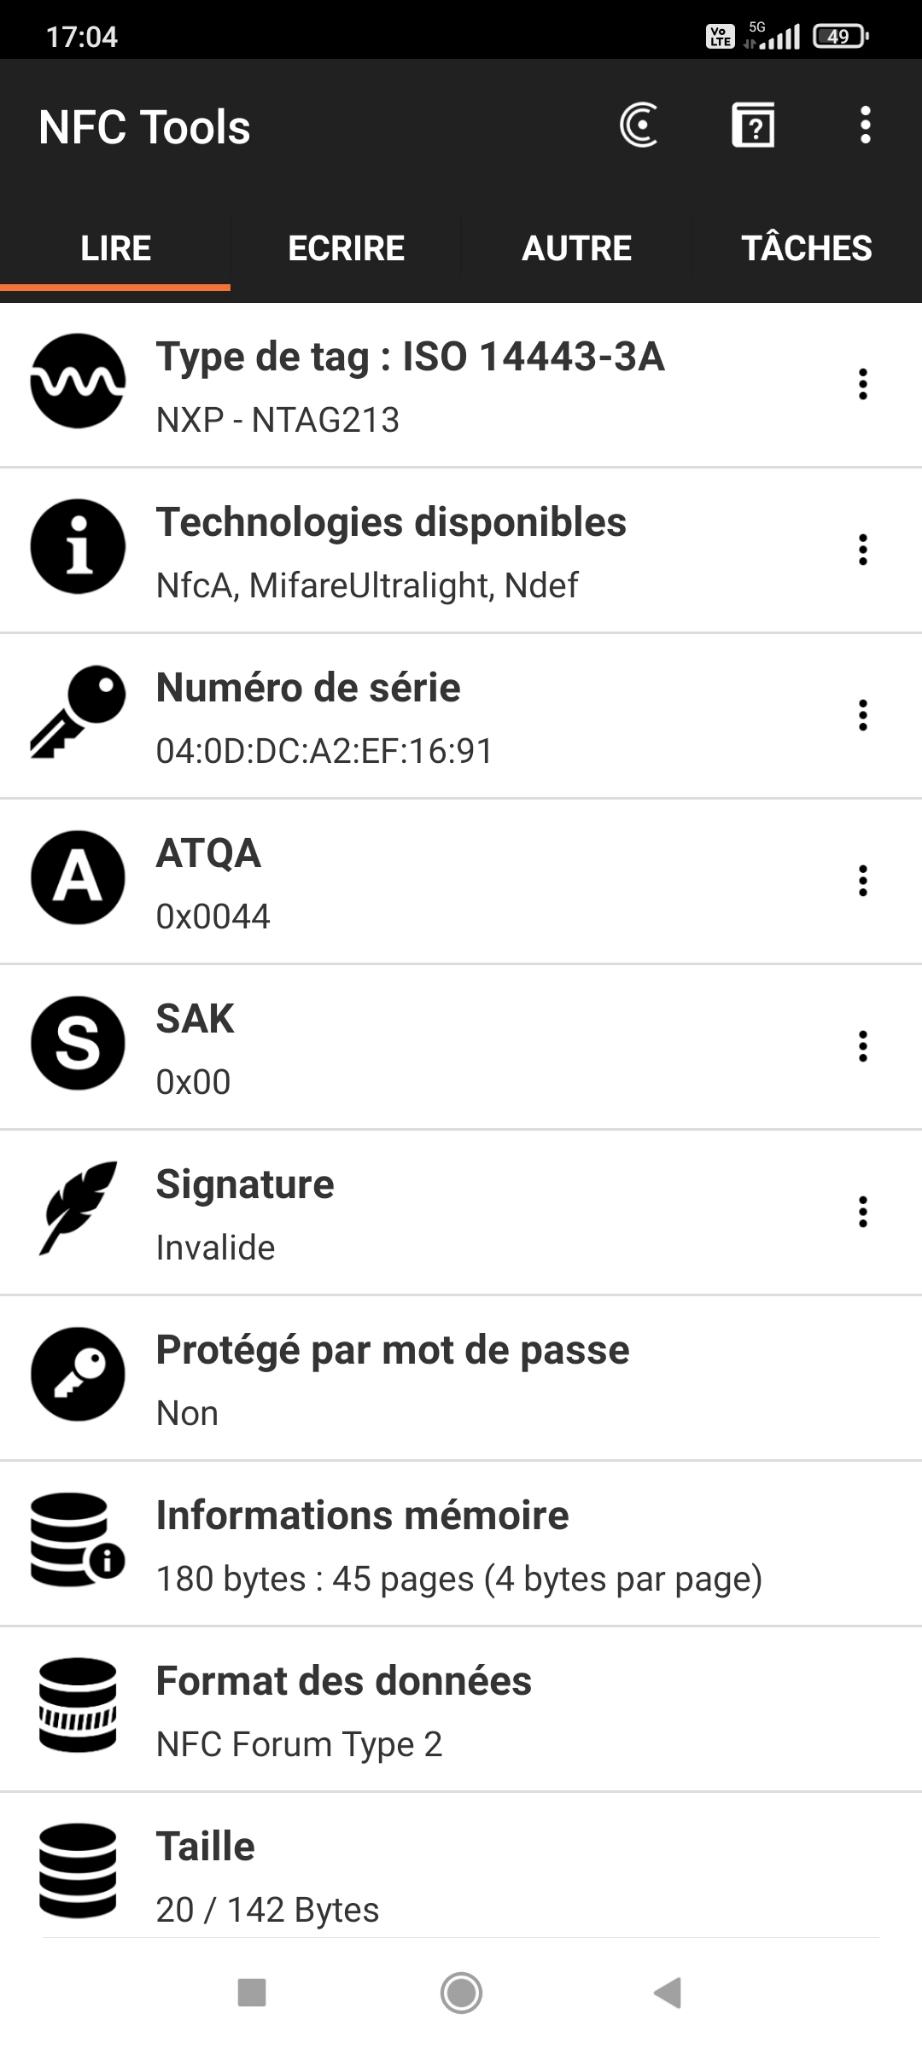 17:04
Vo LTE
5G
49
NFC Tools
?
LIRE
ECRIRE
AUTRE
TÂCHES
Type de tag : ISO 14443-3A
NXP - NTAG213
i
Technologies disponibles
NfcA, MifareUltralight, Ndef
Numéro de série
04:0D:DC:A2:EF:16:91
A
ATQA
0x0044
S
SAK
0x00
Signature
Invalide
Protégé par mot de passe
Non
i
Informations mémoire
180 bytes : 45 pages (4 bytes par page)
Format des données
NFC Forum Type 2
Taille
20 / 142 Bytes